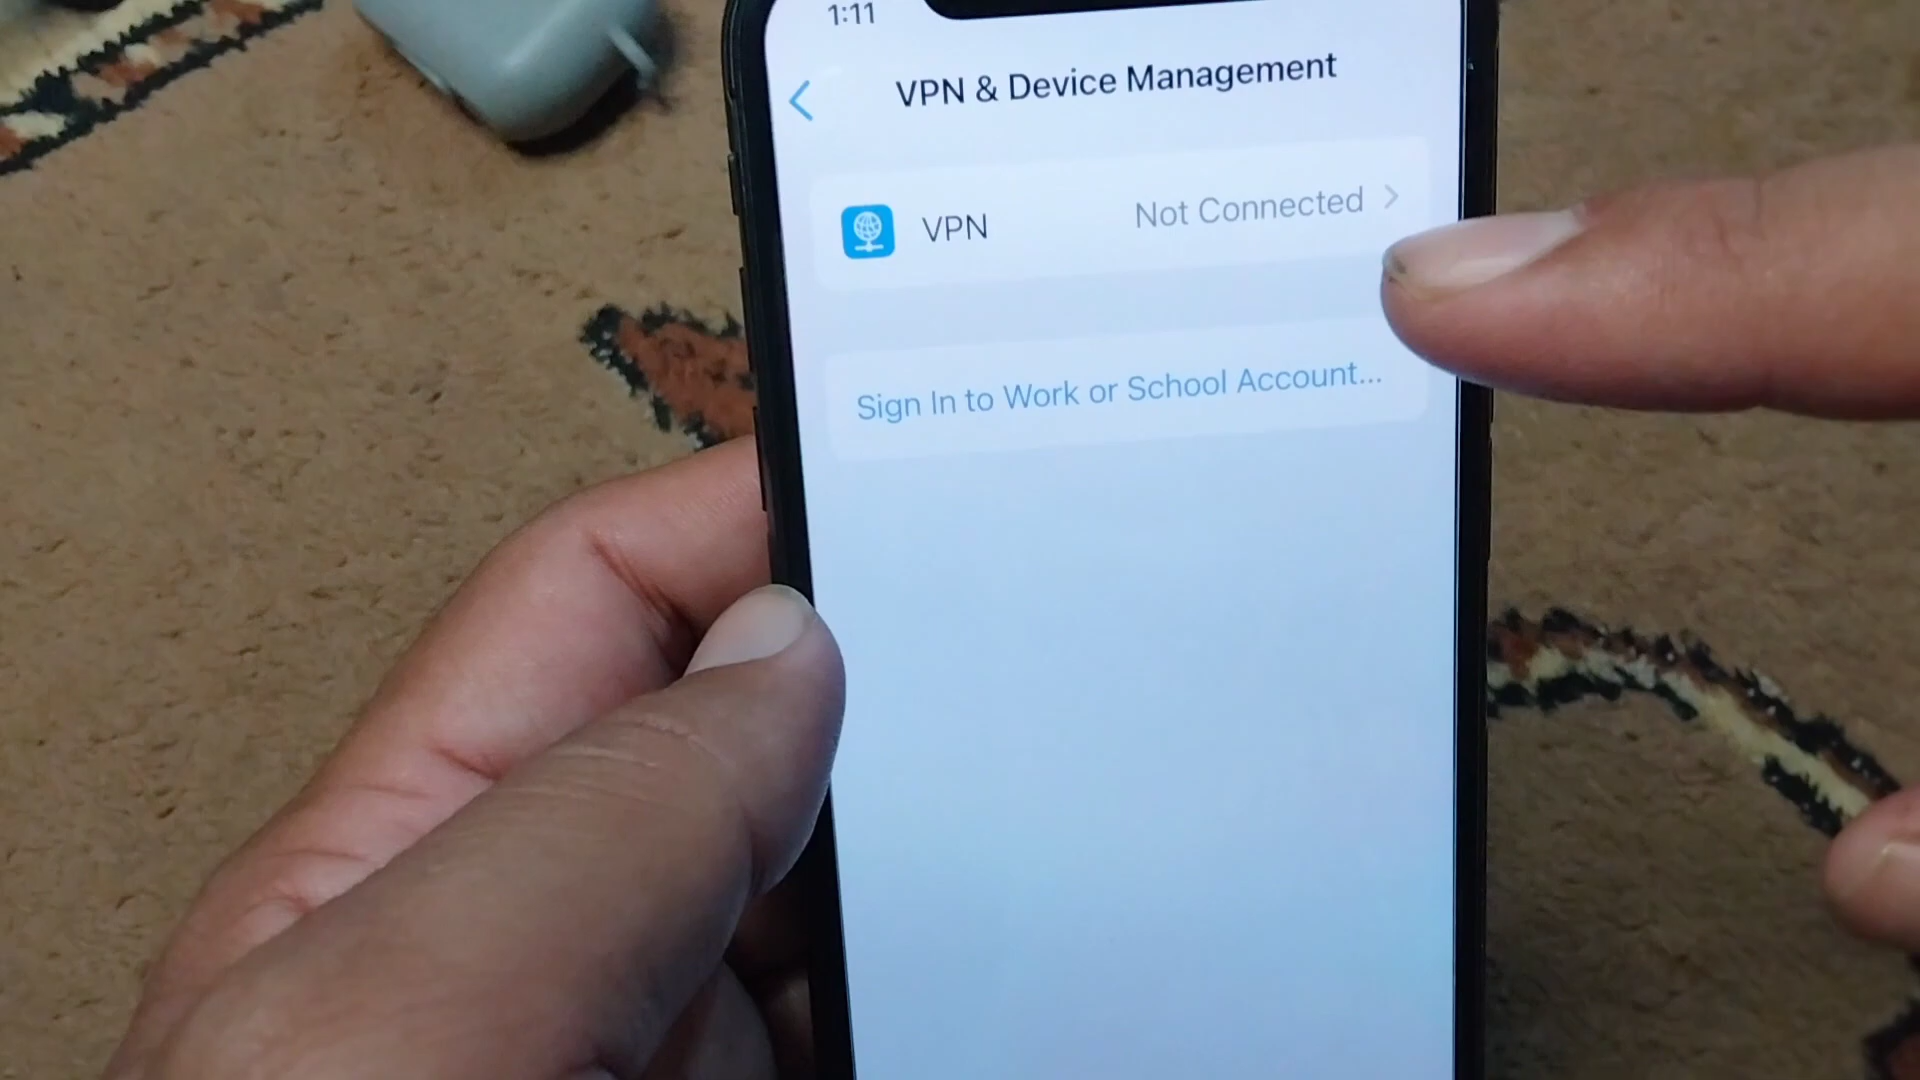 1:11
VPN & Device Management
VPN Not Connected
Sign In to Work or School Account...